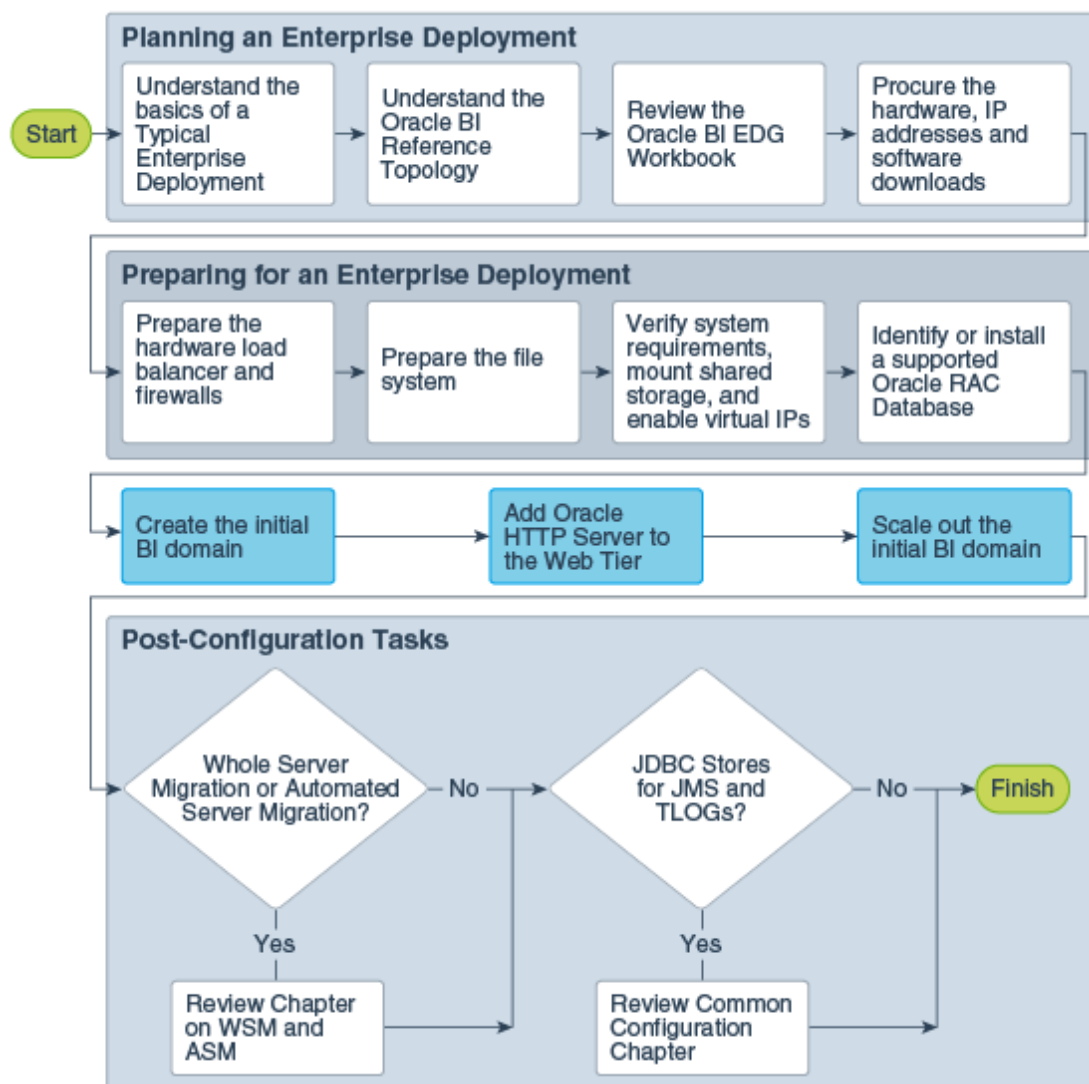 Planning an Enterprise Deployment
Start
Understand the
basics of a
Typical
Enterprise
Deployment
Understand the
Oracle BI
Reference
Topology
Review the
Oracle BI EDG
Workbook
Procure the
hardware, IP
addresses and
software
downloads
Preparing for an Enterprise Deployment
Prepare the
hardware load
balancer and
firewalls
Prepare the file
system
Verify system
requirements,
mount shared
storage, and
enable virtual IPs
Identify or install
a supported
Oracle RAC
Database
Create the initial
BI domain
Add Oracle
HTTP Server to
the Web Tier
Scale out the
initial BI domain
Post-Configuration Tasks
Whole Server
Migration or Automated
Server Migration?
No
JDBC Stores
for JMS and
TLOGs?
No
Finish
Yes
Yes
Review Chapter
on WSM and
ASM
Review Common
Configuration
Chapter